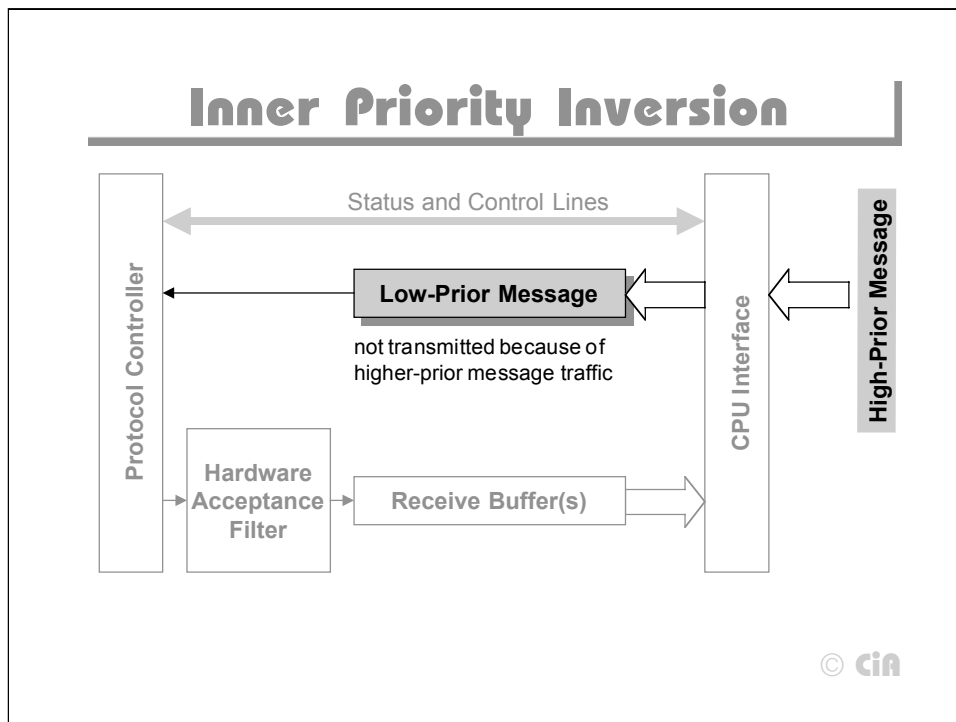 Inner Priority Inversion
Status and Control Lines
Protocol Controller
Low-Prior Message
not transmitted because of
higher-prior message traffic
CPU Interface
High-Prior Message
Hardware
Acceptance
Filter
Receive Buffer(s)
© CiA